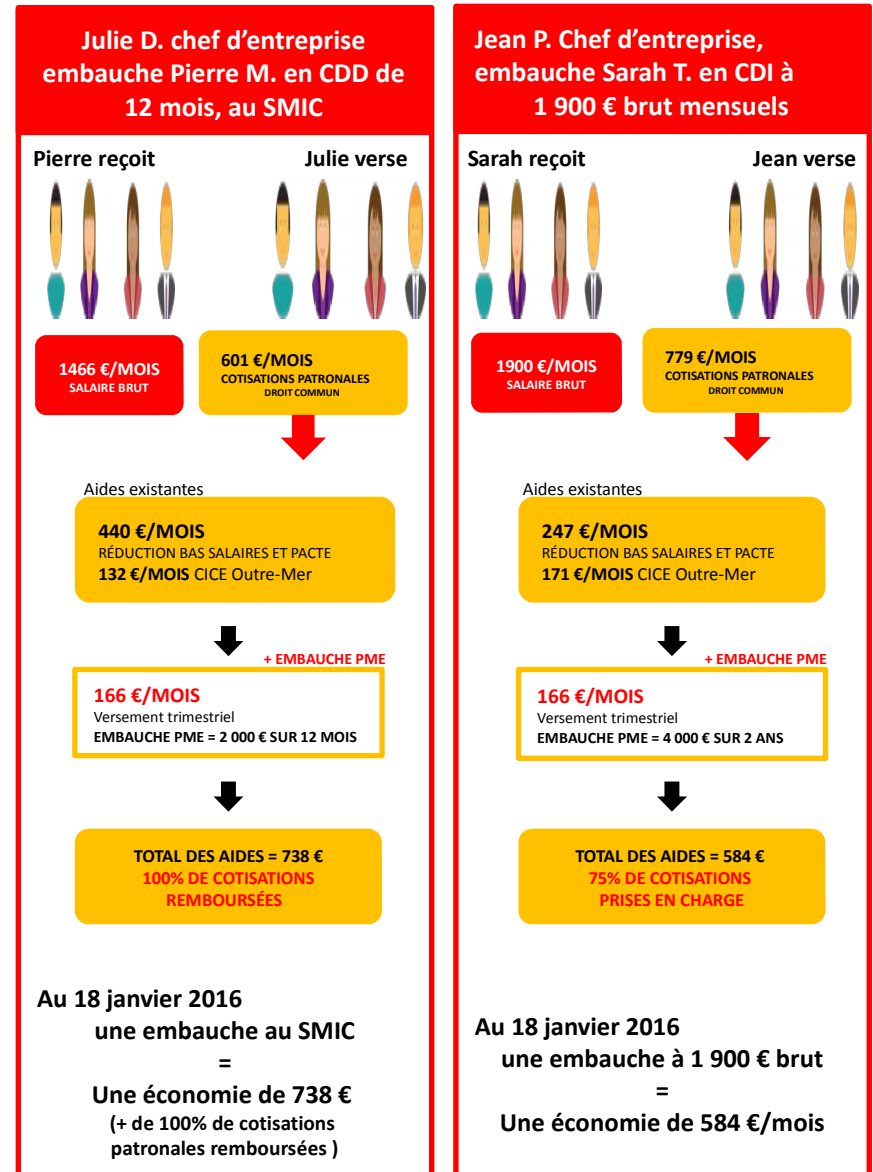 Julie D. chef d'entreprise
embauche Pierre M. en CDD de
12 mois, au SMIC
Pierre reçoit
Julie verse
1466 €/MOIS
SALAIRE BRUT
601 €/MOIS
COTISATIONS PATRONALES
DROIT COMMUN
Aides existantes
440 €/MOIS
RÉDUCTION BAS SALAIRES ET PACTE
132 €/MOIS CICE Outre-Mer
+ EMBAUCHE PME
166 €/MOIS
Versement trimestriel
EMBAUCHE PME = 2 000 € SUR 12 MOIS
TOTAL DES AIDES = 738 €
100% DE COTISATIONS
REMBOURSÉES
Au 18 janvier 2016
une embauche au SMIC
=
Une économie de 738 €
(+ de 100% de cotisations
patronales remboursées )
Jean P. Chef d'entreprise,
embauche Sarah T. en CDI à
1 900 € brut mensuels
Sarah reçoit
Jean verse
1900 €/MOIS
SALAIRE BRUT
779 €/MOIS
COTISATIONS PATRONALES
DROIT COMMUN
Aides existantes
247 €/MOIS
RÉDUCTION BAS SALAIRES ET PACTE
171 €/MOIS CICE Outre-Mer
+ EMBAUCHE PME
166 €/MOIS
Versement trimestriel
EMBAUCHE PME = 4 000 € SUR 2 ANS
TOTAL DES AIDES = 584 €
75% DE COTISATIONS
PRISES EN CHARGE
Au 18 janvier 2016
une embauche à 1 900 € brut
=
Une économie de 584 €/mois